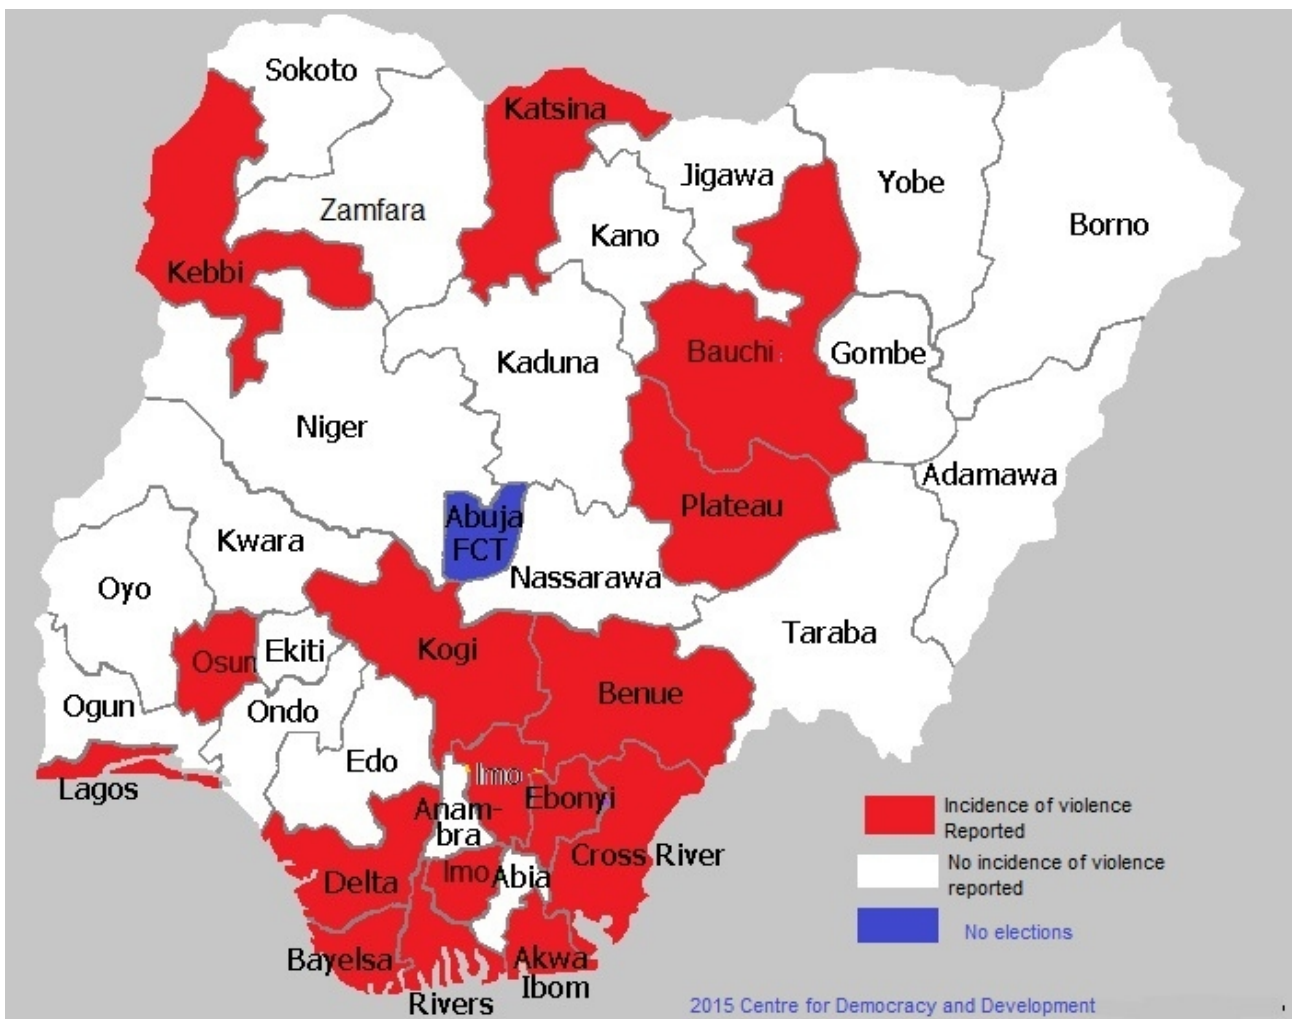 Sokoto
Katsina
Jigawa
Yobe
Zamfara
Kano
Borno
Kebbi
Bauchi
Gombe
Kaduna
Niger
Adamawa
Plateau
Abuja
FCT
Kwara
Nassarawa
Oyo
Taraba
Osun
Ekiti
Kogi
Benue
Ogun
Ondo
Edo
Imo
Lagos
Anam-
bra
Ebonyi
Cross River
Delta
Imo
Abia
Bayelsa
Rivers
Akwa
Ibom
Incidence of violence
Reported
No incidence of violence
reported
No elections
2015 Centre for Democracy and Development